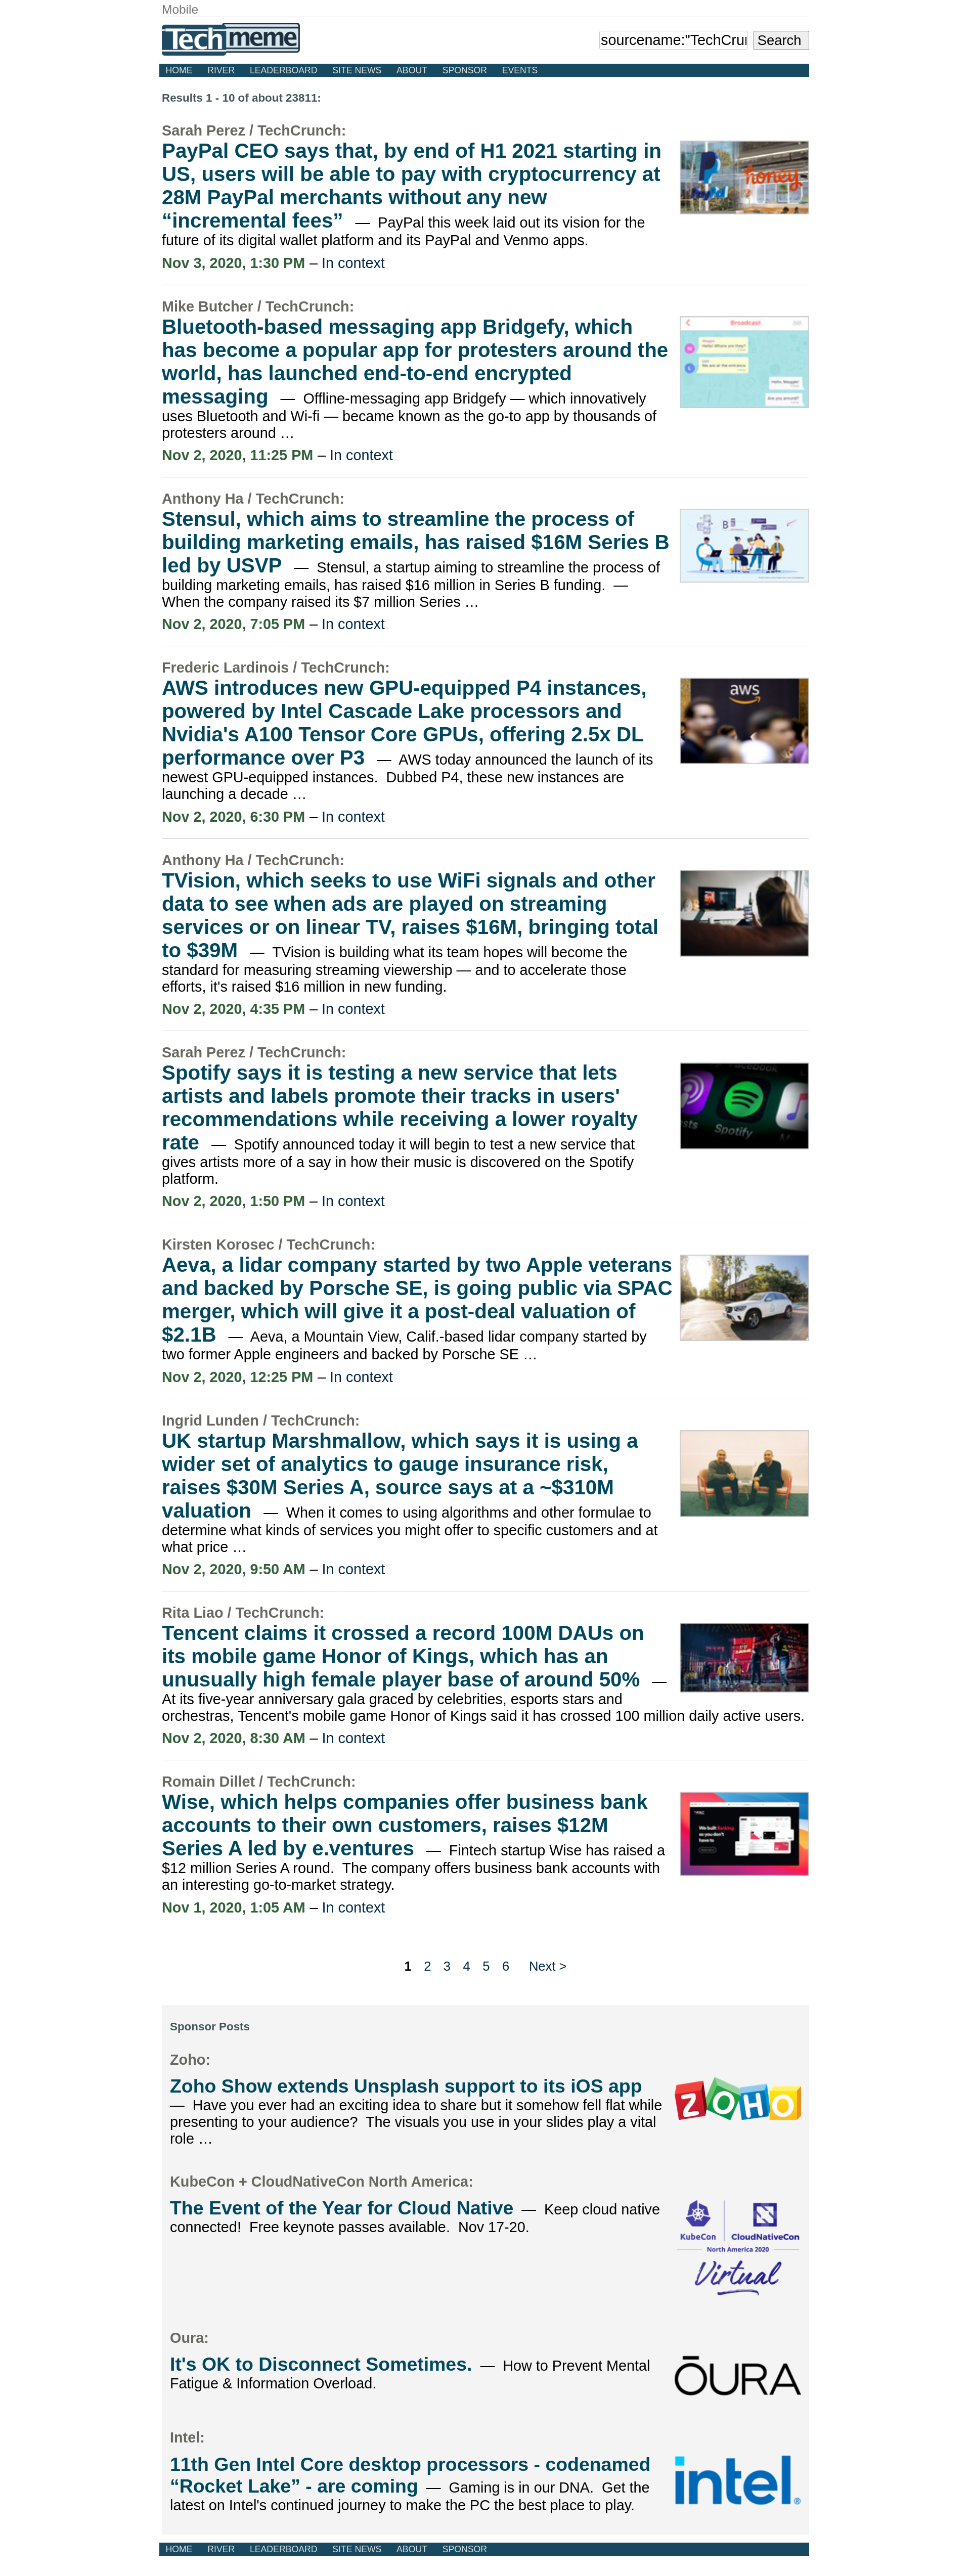 Mobile
Techmeme
sourcename:"TechCru
Search
HOME RIVER LEADERBOARD SITE NEWS ABOUT SPONSOR EVENTS
Results 1 - 10 of about 23811:
Sarah Perez / TechCrunch:
PayPal CEO says that, by end of H1 2021 starting in
US, users will be able to pay with cryptocurrency at
28M PayPal merchants without any new
“incremental fees” — PayPal this week laid out its vision for the
future of its digital wallet platform and its PayPal and Venmo apps.
Nov 3, 2020, 1:30 PM – In context
PayPal
honey
Mike Butcher / TechCrunch:
Bluetooth-based messaging app Bridgefy, which
has become a popular app for protesters around the
world, has launched end-to-end encrypted
messaging — Offline-messaging app Bridgefy — which innovatively
uses Bluetooth and Wi-fi — became known as the go-to app by thousands of
protesters around …
Nov 2, 2020, 11:25 PM – In context
Broadcast
Hello! Where are they?
We are at the entrance
Hello, Maggie!
Are you around?
Anthony Ha / TechCrunch:
Stensul, which aims to streamline the process of
building marketing emails, has raised $16M Series B
led by USVP — Stensul, a startup aiming to streamline the process of
building marketing emails, has raised $16 million in Series B funding. —
When the company raised its $7 million Series …
Nov 2, 2020, 7:05 PM – In context
Frederic Lardinois / TechCrunch:
AWS introduces new GPU-equipped P4 instances,
powered by Intel Cascade Lake processors and
Nvidia's A100 Tensor Core GPUs, offering 2.5x DL
performance over P3 — AWS today announced the launch of its
newest GPU-equipped instances. Dubbed P4, these new instances are
launching a decade …
Nov 2, 2020, 6:30 PM – In context
aws
Anthony Ha / TechCrunch:
TVision, which seeks to use WiFi signals and other
data to see when ads are played on streaming
services or on linear TV, raises $16M, bringing total
to $39M — TVision is building what its team hopes will become the
standard for measuring streaming viewership — and to accelerate those
efforts, it's raised $16 million in new funding.
Nov 2, 2020, 4:35 PM – In context
Sarah Perez / TechCrunch:
Spotify says it is testing a new service that lets
artists and labels promote their tracks in users'
recommendations while receiving a lower royalty
rate — Spotify announced today it will begin to test a new service that
gives artists more of a say in how their music is discovered on the Spotify
platform.
Nov 2, 2020, 1:50 PM – In context
Facebook
sts Spotify M
Kirsten Korosec / TechCrunch:
Aeva, a lidar company started by two Apple veterans
and backed by Porsche SE, is going public via SPAC
merger, which will give it a post-deal valuation of
$2.1B — Aeva, a Mountain View, Calif.-based lidar company started by
two former Apple engineers and backed by Porsche SE …
Nov 2, 2020, 12:25 PM – In context
Ingrid Lunden / TechCrunch:
UK startup Marshmallow, which says it is using a
wider set of analytics to gauge insurance risk,
raises $30M Series A, source says at a ~$310M
valuation — When it comes to using algorithms and other formulae to
determine what kinds of services you might offer to specific customers and at
what price …
Nov 2, 2020, 9:50 AM – In context
Rita Liao / TechCrunch:
Tencent claims it crossed a record 100M DAUs on
its mobile game Honor of Kings, which has an
unusually high female player base of around 50% —
At its five-year anniversary gala graced by celebrities, esports stars and
orchestras, Tencent's mobile game Honor of Kings said it has crossed 100 million daily active users.
Nov 2, 2020, 8:30 AM – In context
Romain Dillet / TechCrunch:
Wise, which helps companies offer business bank
accounts to their own customers, raises $12M
Series A led by e.ventures — Fintech startup Wise has raised a
$12 million Series A round. The company offers business bank accounts with
an interesting go-to-market strategy.
Nov 1, 2020, 1:05 AM – In context
We built Banking,
so you don't
have to.
1 2 3 4 5 6 Next >
Sponsor Posts
Zoho:
Zoho Show extends Unsplash support to its iOS app
— Have you ever had an exciting idea to share but it somehow fell flat while
presenting to your audience? The visuals you use in your slides play a vital
role …
ZOHO
KubeCon + CloudNativeCon North America:
The Event of the Year for Cloud Native — Keep cloud native
connected! Free keynote passes available. Nov 17-20.
KubeCon CloudNativeCon
North America 2020
Virtual
Oura:
It's OK to Disconnect Sometimes. — How to Prevent Mental
Fatigue & Information Overload.
ŌURA
Intel:
11th Gen Intel Core desktop processors - codenamed
“Rocket Lake” - are coming — Gaming is in our DNA. Get the
latest on Intel's continued journey to make the PC the best place to play.
intel®
HOME RIVER LEADERBOARD SITE NEWS ABOUT SPONSOR